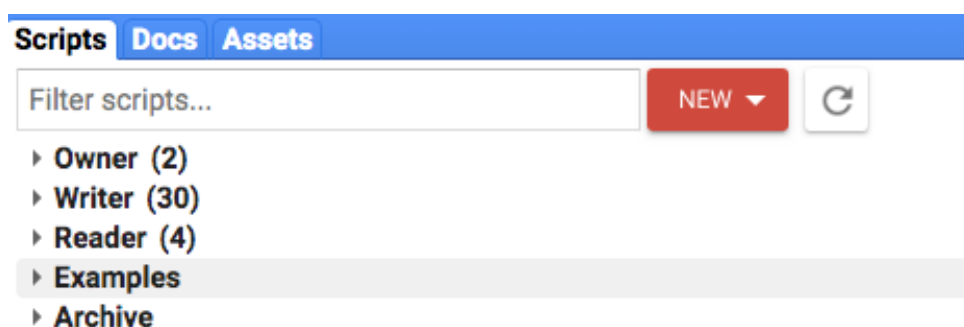 Scripts Docs Assets
Filter scripts... NEW
Owner (2)
Writer (30)
Reader (4)
Examples
Archive